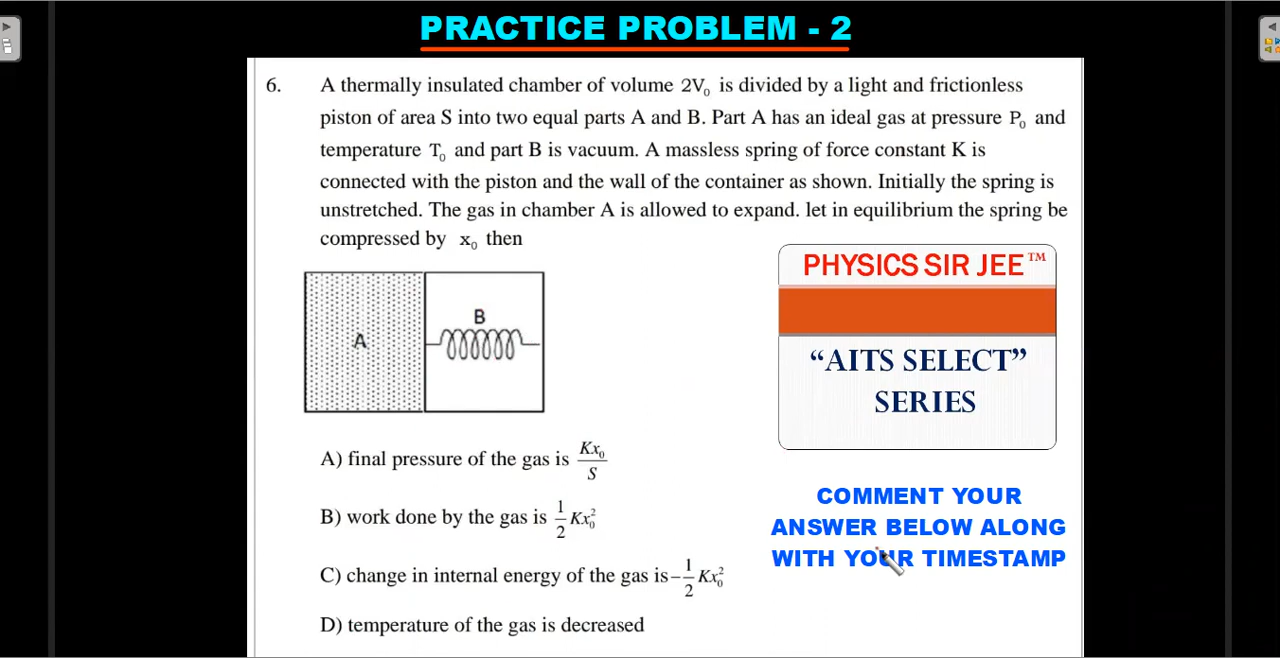 PRACTICE PROBLEM - 2
6. A thermally insulated chamber of volume 2V₀ is divided by a light and frictionless
piston of area S into two equal parts A and B. Part A has an ideal gas at pressure P₀ and
temperature T₀ and part B is vacuum. A massless spring of force constant K is
connected with the piston and the wall of the container as shown. Initially the spring is
unstretched. The gas in chamber A is allowed to expand. let in equilibrium the spring be
compressed by x₀ then
A
B
PHYSICS SIR JEE™
“AITS SELECT”
SERIES
A) final pressure of the gas is Kx₀/S
B) work done by the gas is 1/2 Kx₀²
C) change in internal energy of the gas is −1/2 Kx₀²
D) temperature of the gas is decreased
COMMENT YOUR
ANSWER BELOW ALONG
WITH YOUR TIMESTAMP